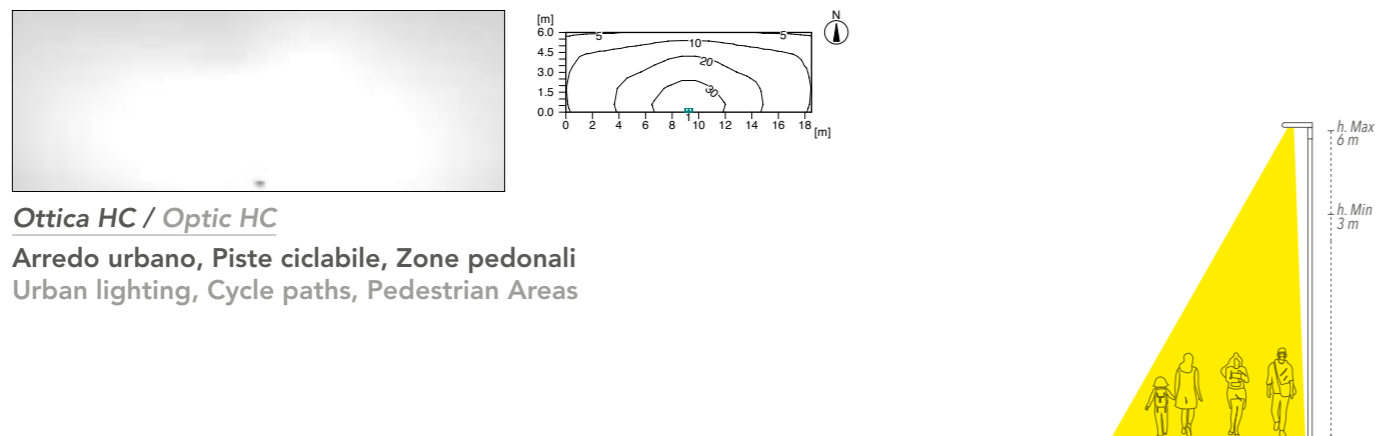 [m]
6.0
4.5
3.0
1.5
0.0
5
10
5
20
30
1
0 2 4 6 8 10 12 14 16 18
[m]
N
Ottica HC / Optic HC
Arredo urbano, Piste ciclabile, Zone pedonali
Urban lighting, Cycle paths, Pedestrian Areas
h. Max
6 m
h. Min
3 m